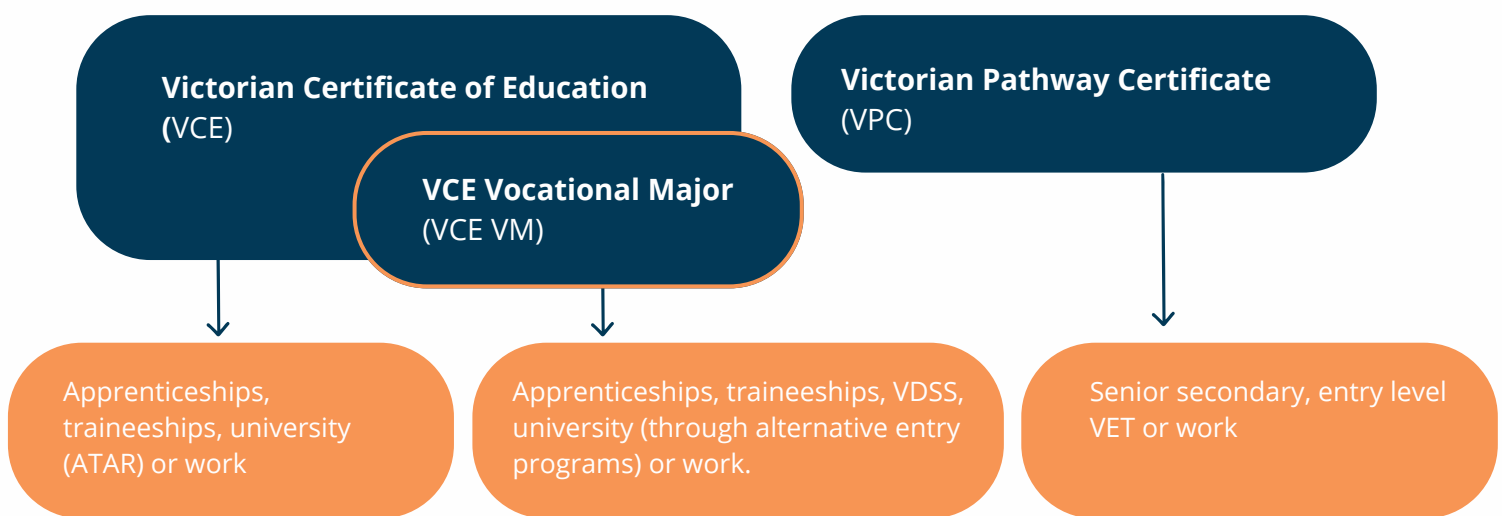 Victorian Certificate of Education
(VCE)
VCE Vocational Major
(VCE VM)
Victorian Pathway Certificate
(VPC)
Apprenticeships,
traineeships, university
(ATAR) or work
Apprenticeships, traineeships, VDSS,
university (through alternative entry
programs) or work.
Senior secondary, entry level
VET or work